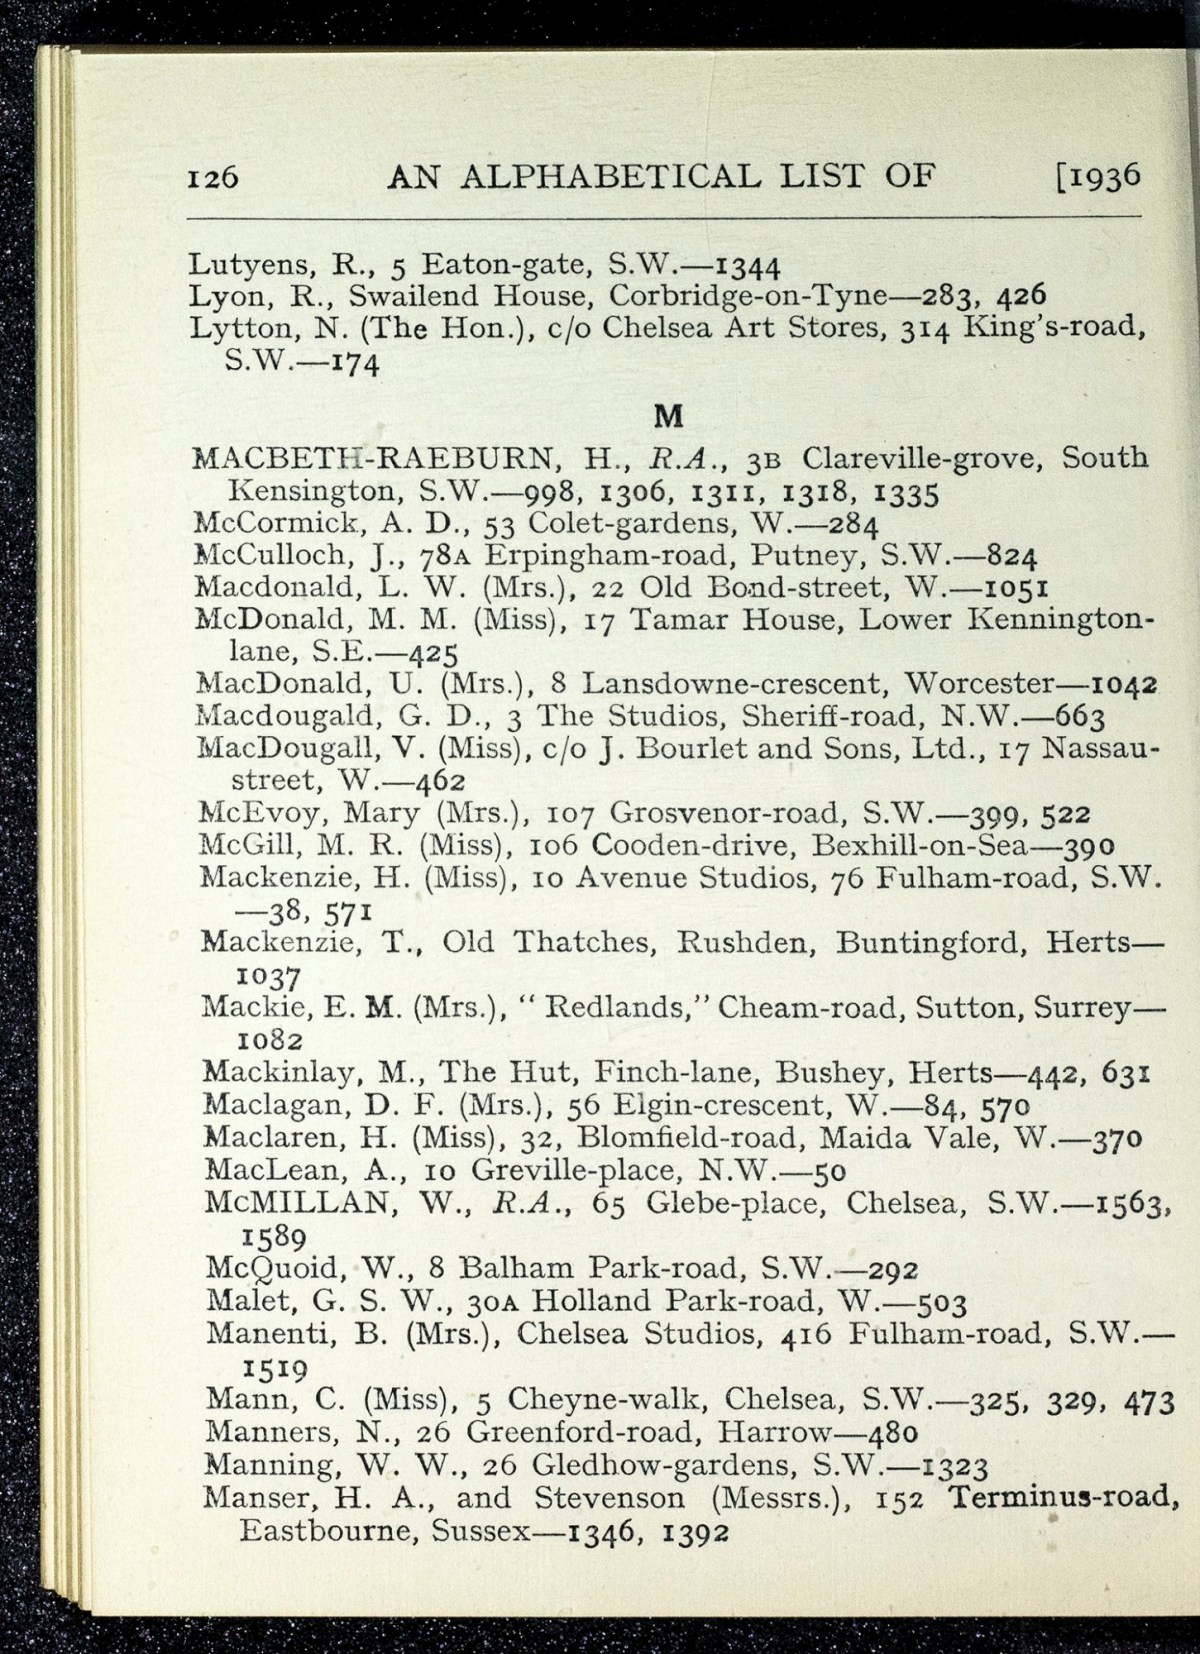 126 AN ALPHABETICAL LIST OF [1936
Lutyens, R., 5 Eaton-gate, S.W.—1344
Lyon, R., Swailend House, Corbridge-on-Tyne—283, 426
Lytton, N. (The Hon.), c/o Chelsea Art Stores, 314 King's-road,
S.W.—174
M
MACBETH-RAEBURN, H., R.A., 3B Clareville-grove, South
Kensington, S.W.—998, 1306, 1311, 1318, 1335
McCormick, A. D., 53 Colet-gardens, W.—284
McCulloch, J., 78A Erpingham-road, Putney, S.W.—824
Macdonald, L. W. (Mrs.), 22 Old Bond-street, W.—1051
McDonald, M. M. (Miss), 17 Tamar House, Lower Kennington-
lane, S.E.—425
MacDonald, U. (Mrs.), 8 Lansdowne-crescent, Worcester—1042
Macdougald, G. D., 3 The Studios, Sheriff-road, N.W.—663
MacDougall, V. (Miss), c/o J. Bourlet and Sons, Ltd., 17 Nassau-
street, W.—462
McEvoy, Mary (Mrs.), 107 Grosvenor-road, S.W.—399, 522
McGill, M. R. (Miss), 106 Cooden-drive, Bexhill-on-Sea—390
Mackenzie, H. (Miss), 10 Avenue Studios, 76 Fulham-road, S.W.
—38, 571
Mackenzie, T., Old Thatches, Rushden, Buntingford, Herts—
1037
Mackie, E. M. (Mrs.), “ Redlands,” Cheam-road, Sutton, Surrey—
1082
Mackinlay, M., The Hut, Finch-lane, Bushey, Herts—442, 631
Maclagan, D. F. (Mrs.), 56 Elgin-crescent, W.—84, 570
Maclaren, H. (Miss), 32, Blomfield-road, Maida Vale, W.—370
MacLean, A., 10 Greville-place, N.W.—50
McMILLAN, W., R.A., 65 Glebe-place, Chelsea, S.W.—1563,
1589
McQuoid, W., 8 Balham Park-road, S.W.—292
Malet, G. S. W., 30A Holland Park-road, W.—503
Manenti, B. (Mrs.), Chelsea Studios, 416 Fulham-road, S.W.—
1519
Mann, C. (Miss), 5 Cheyne-walk, Chelsea, S.W.—325, 329, 473
Manners, N., 26 Greenford-road, Harrow—480
Manning, W. W., 26 Gledhow-gardens, S.W.—1323
Manser, H. A., and Stevenson (Messrs.), 152 Terminus-road,
Eastbourne, Sussex—1346, 1392